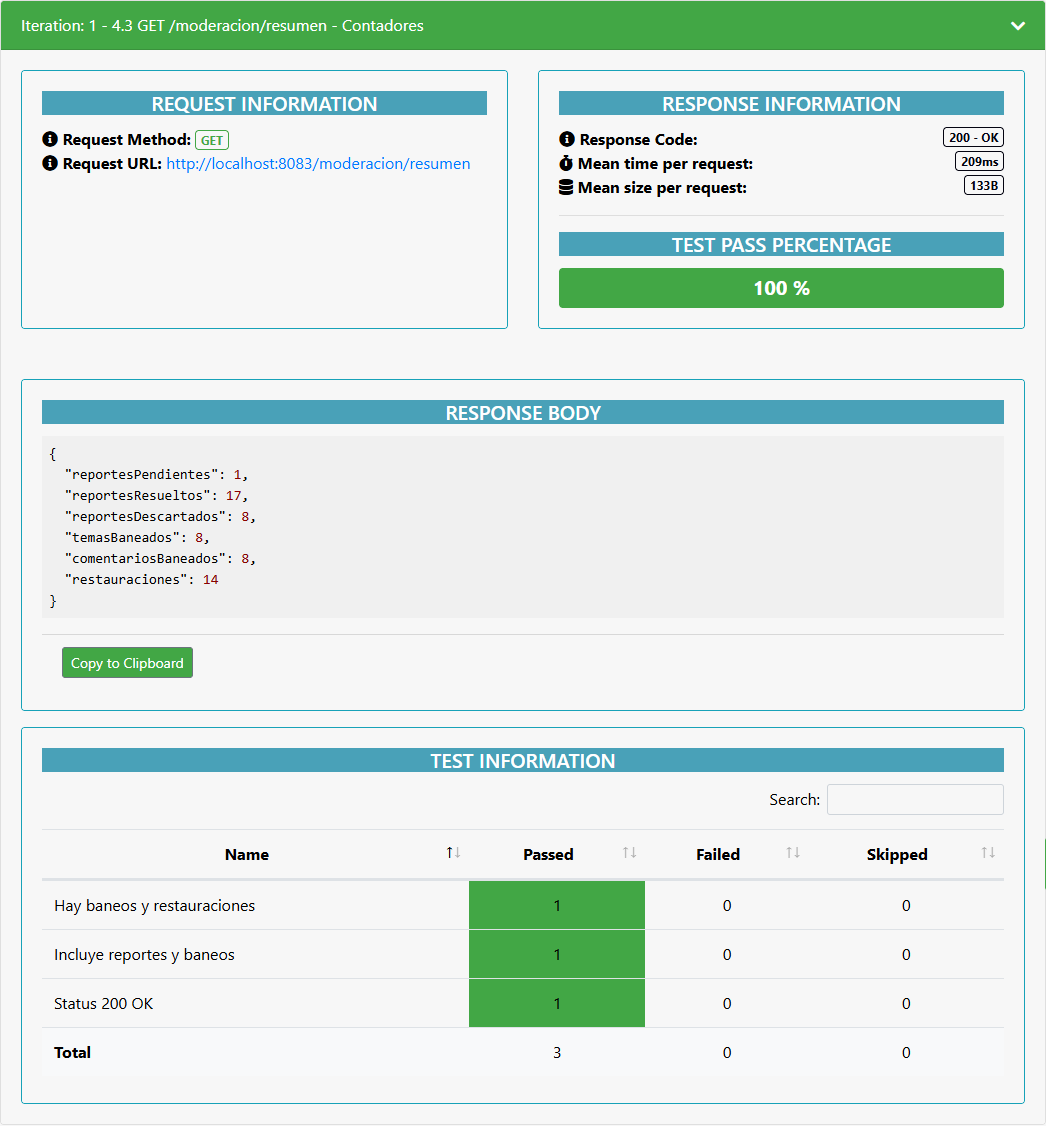 Iteration: 1 - 4.3 GET /moderacion/resumen - Contadores
REQUEST INFORMATION
Request Method: GET
Request URL: http://localhost:8083/moderacion/resumen
RESPONSE INFORMATION
Response Code: 200 - OK
Mean time per request: 209ms
Mean size per request: 133B
TEST PASS PERCENTAGE
100 %
RESPONSE BODY
{
  "reportesPendientes": 1,
  "reportesResueltos": 17,
  "reportesDescartados": 8,
  "temasBaneados": 8,
  "comentariosBaneados": 8,
  "restauraciones": 14
}
Copy to Clipboard
TEST INFORMATION
Search:
Name Passed Failed Skipped
Hay baneos y restauraciones 1 0 0
Incluye reportes y baneos 1 0 0
Status 200 OK 1 0 0
Total 3 0 0